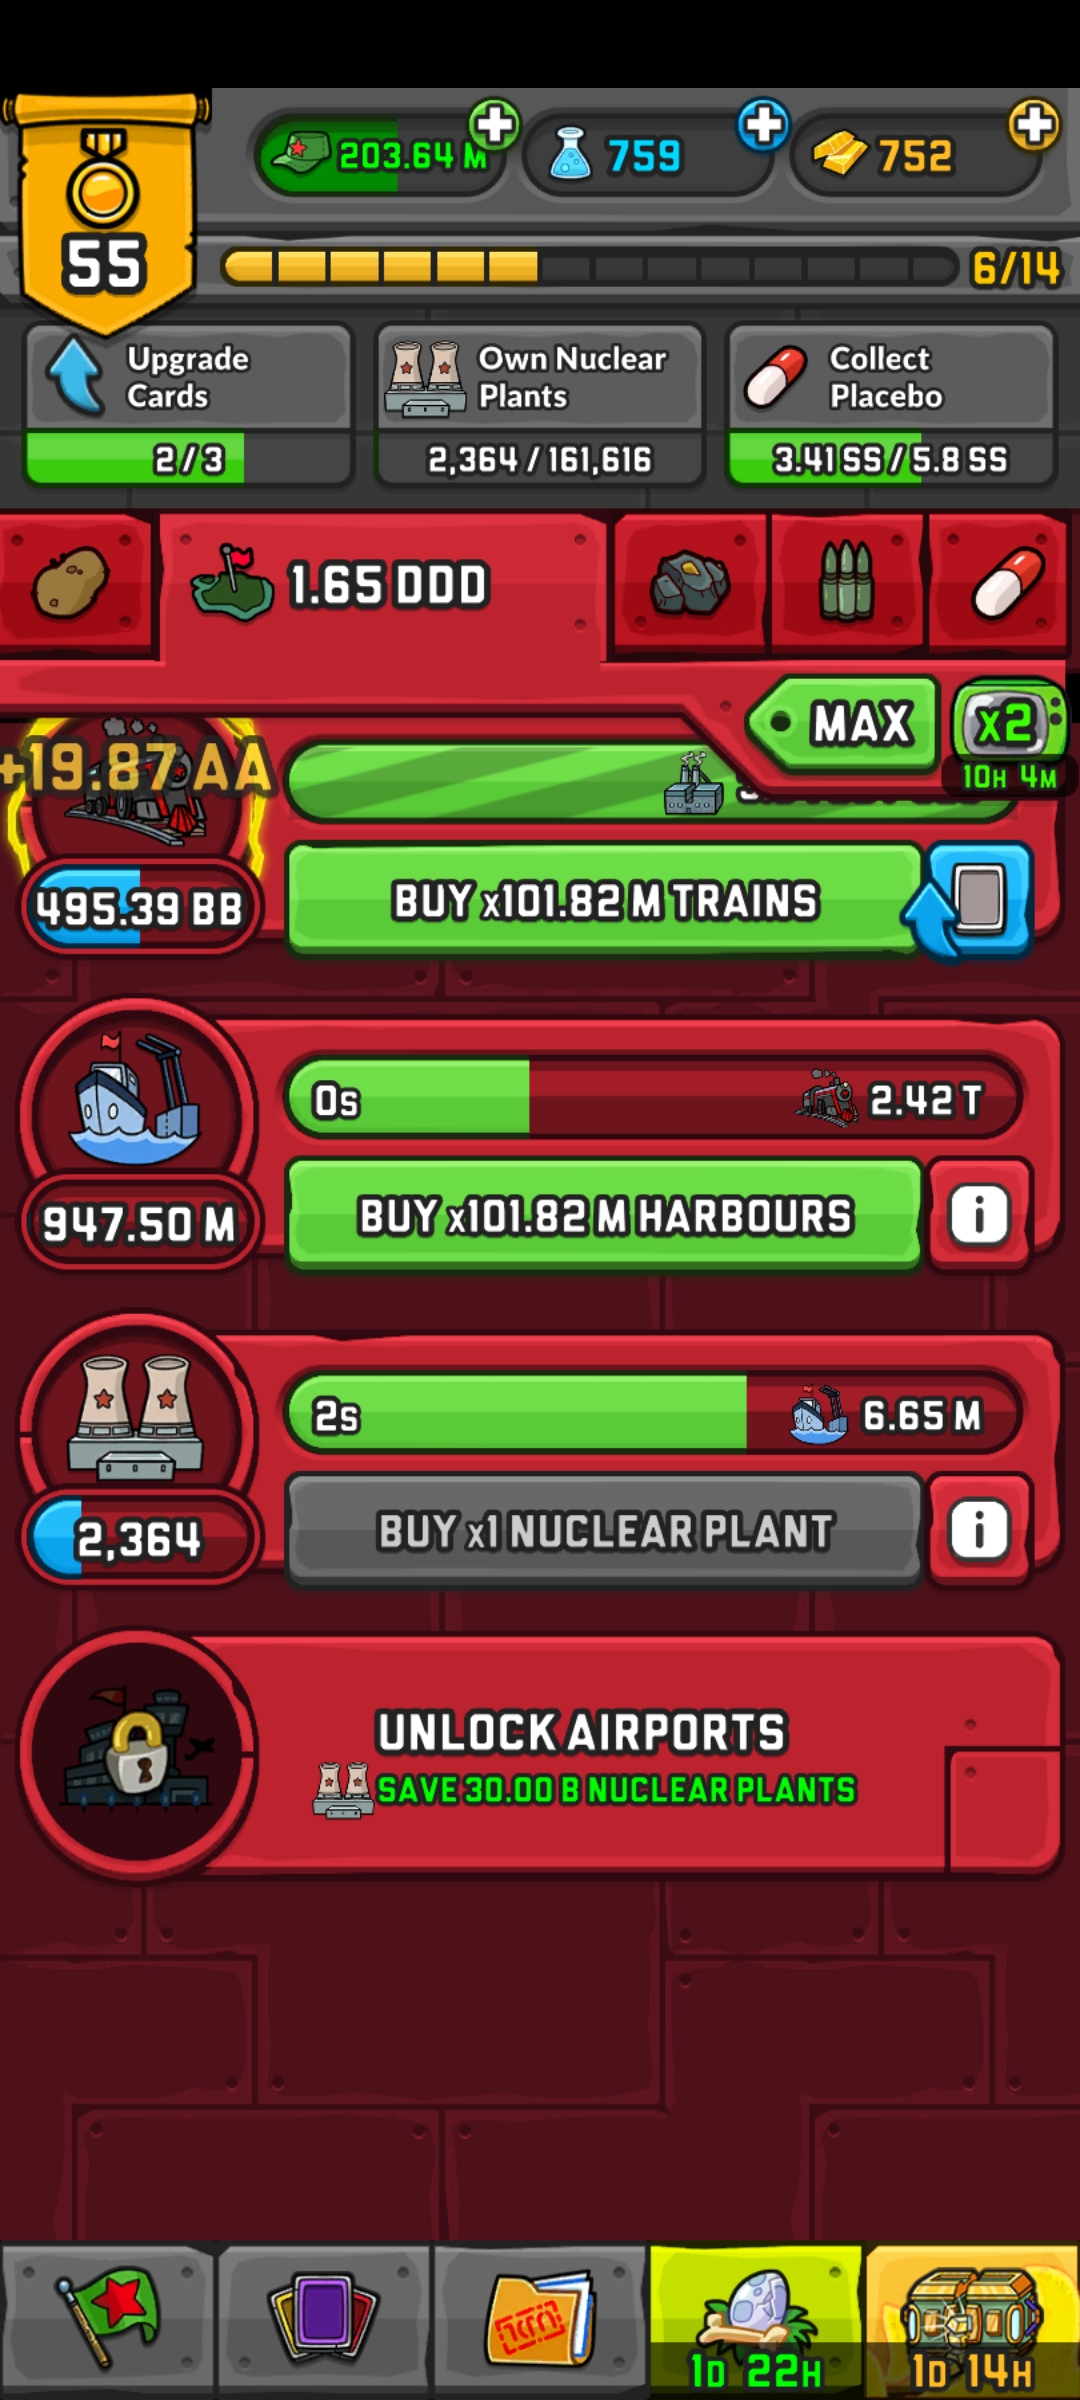 203.64 M
759
752
55
6/14
Upgrade
Cards
2/3
Own Nuclear
Plants
2,364 / 161,616
Collect
Placebo
3.41 SS / 5.8 SS
1.65 DDD
MAX
x2
10H 4M
+19.87 AA
495.39 BB
BUY x101.82 M TRAINS
0s
2.42 T
947.50 M
BUY x101.82 M HARBOURS
i
2s
6.65 M
2,364
BUY x1 NUCLEAR PLANT
i
UNLOCK AIRPORTS
SAVE 30.00 B NUCLEAR PLANTS
1D 22H
1D 14H